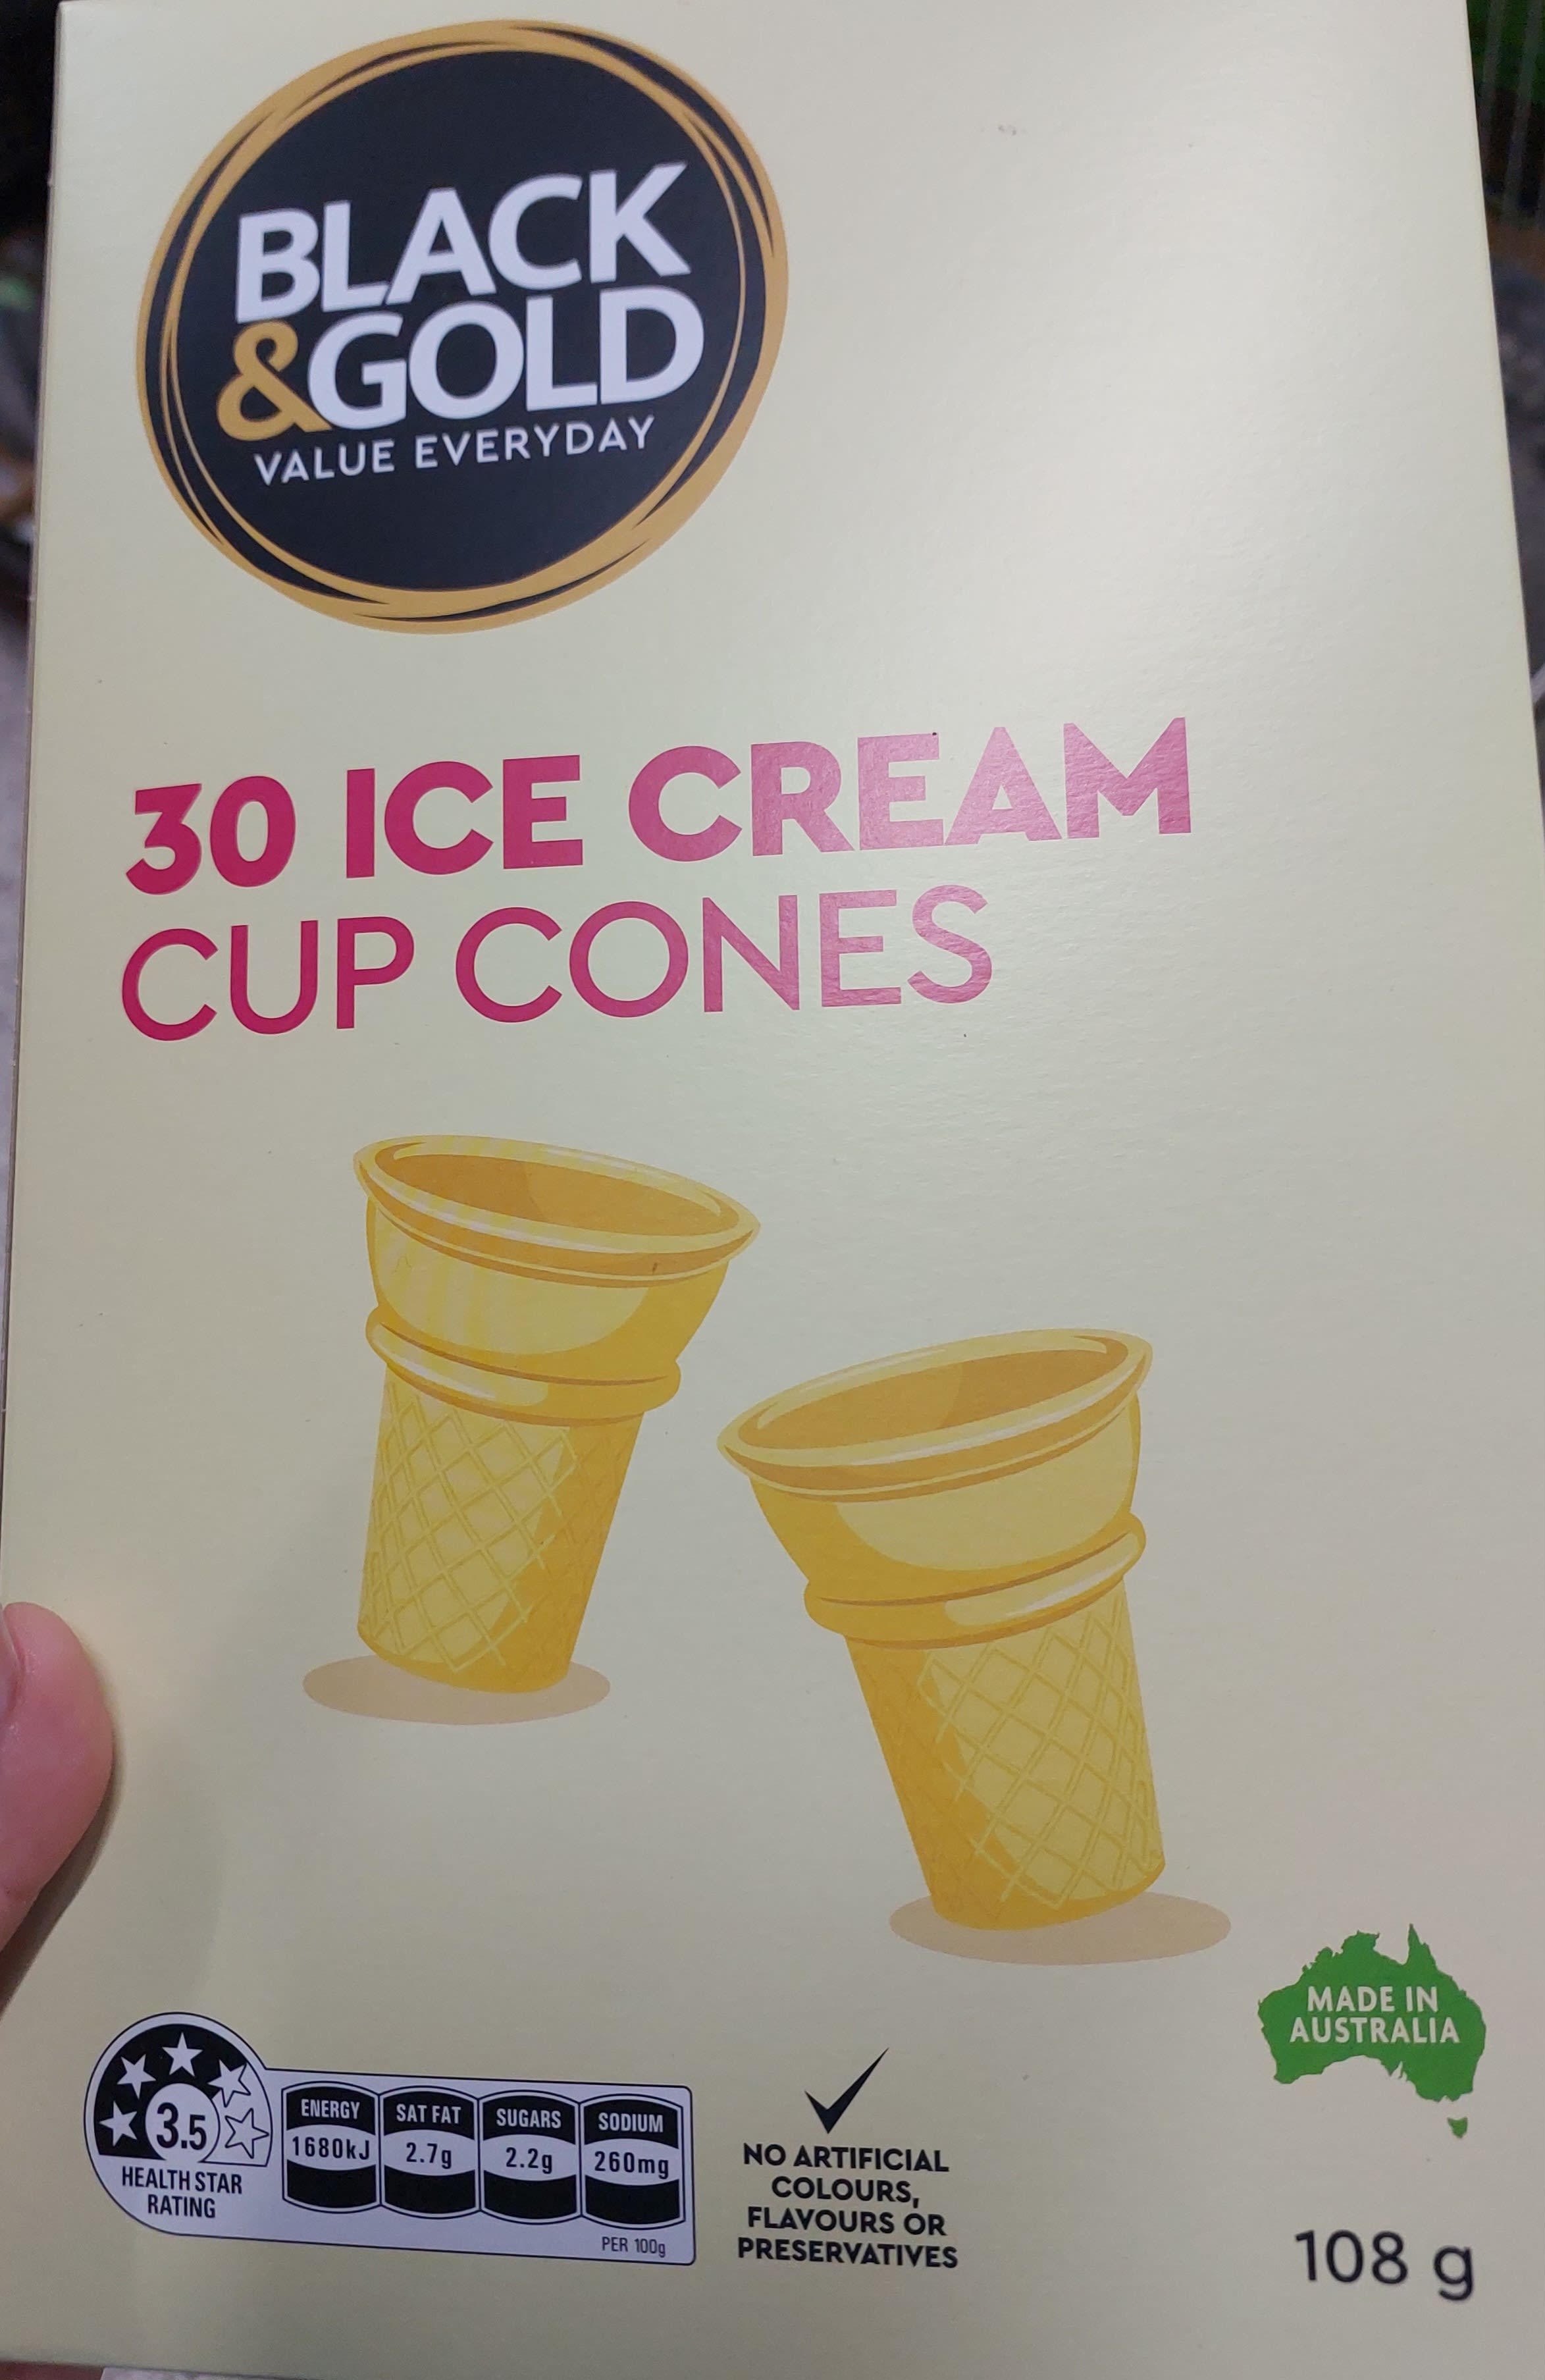 BLACK
&GOLD
VALUE EVERYDAY
30 ICE CREAM
CUP CONES
MADE IN
AUSTRALIA
3.5
HEALTH STAR
RATING
ENERGY
1680kJ
SAT FAT
2.7g
SUGARS
2.2g
SODIUM
260mg
PER 100g
NO ARTIFICIAL
COLOURS,
FLAVOURS OR
PRESERVATIVES
108 g